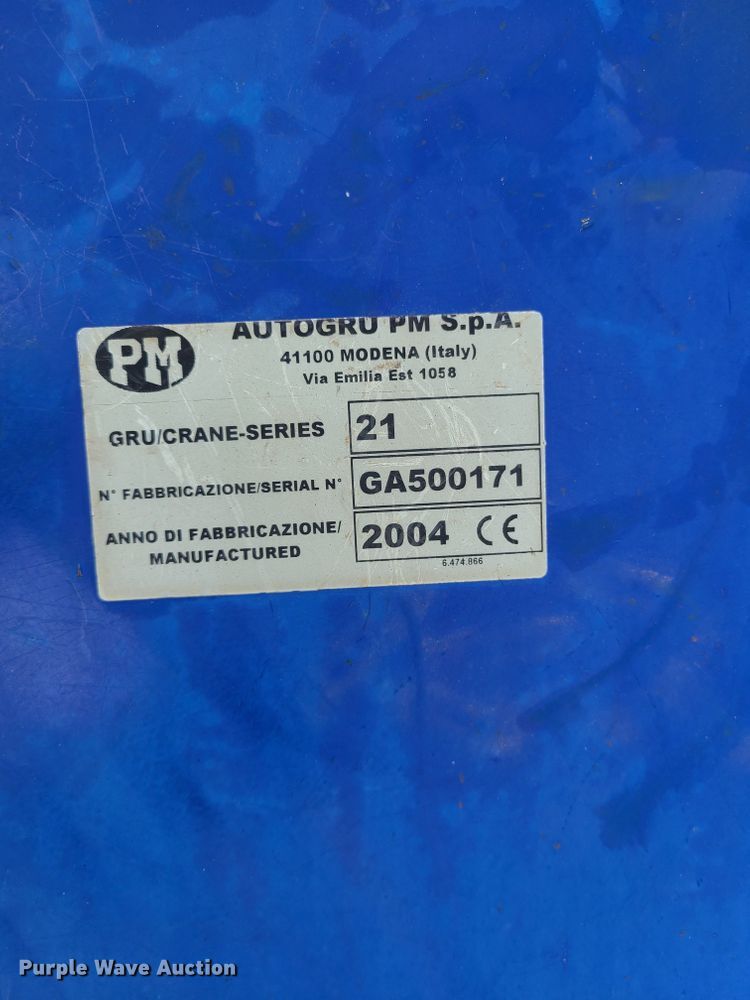 PM
AUTOGRU PM S.p.A.
41100 MODENA (Italy)
Via Emilia Est 1058
GRU/CRANE-SERIES 21
N° FABBRICAZIONE/SERIAL N° GA500171
ANNO DI FABBRICAZIONE/
MANUFACTURED 2004 CE
6.474.866
Purple Wave Auction